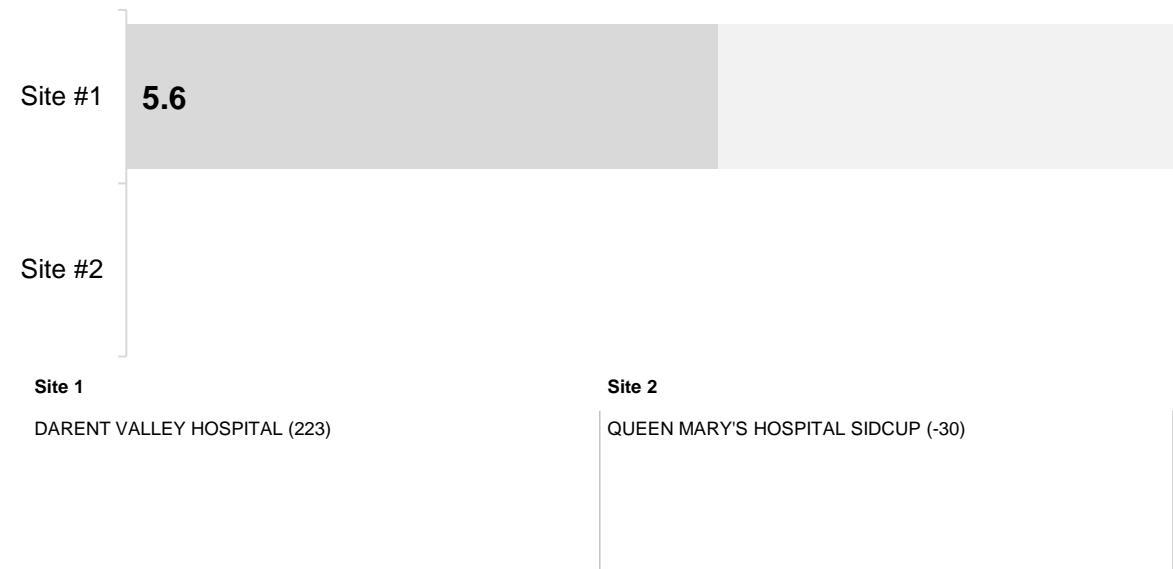 Site #1
5.6
Site #2
Site 1
Site 2
DARENT VALLEY HOSPITAL (223)
QUEEN MARY'S HOSPITAL SIDCUP (-30)